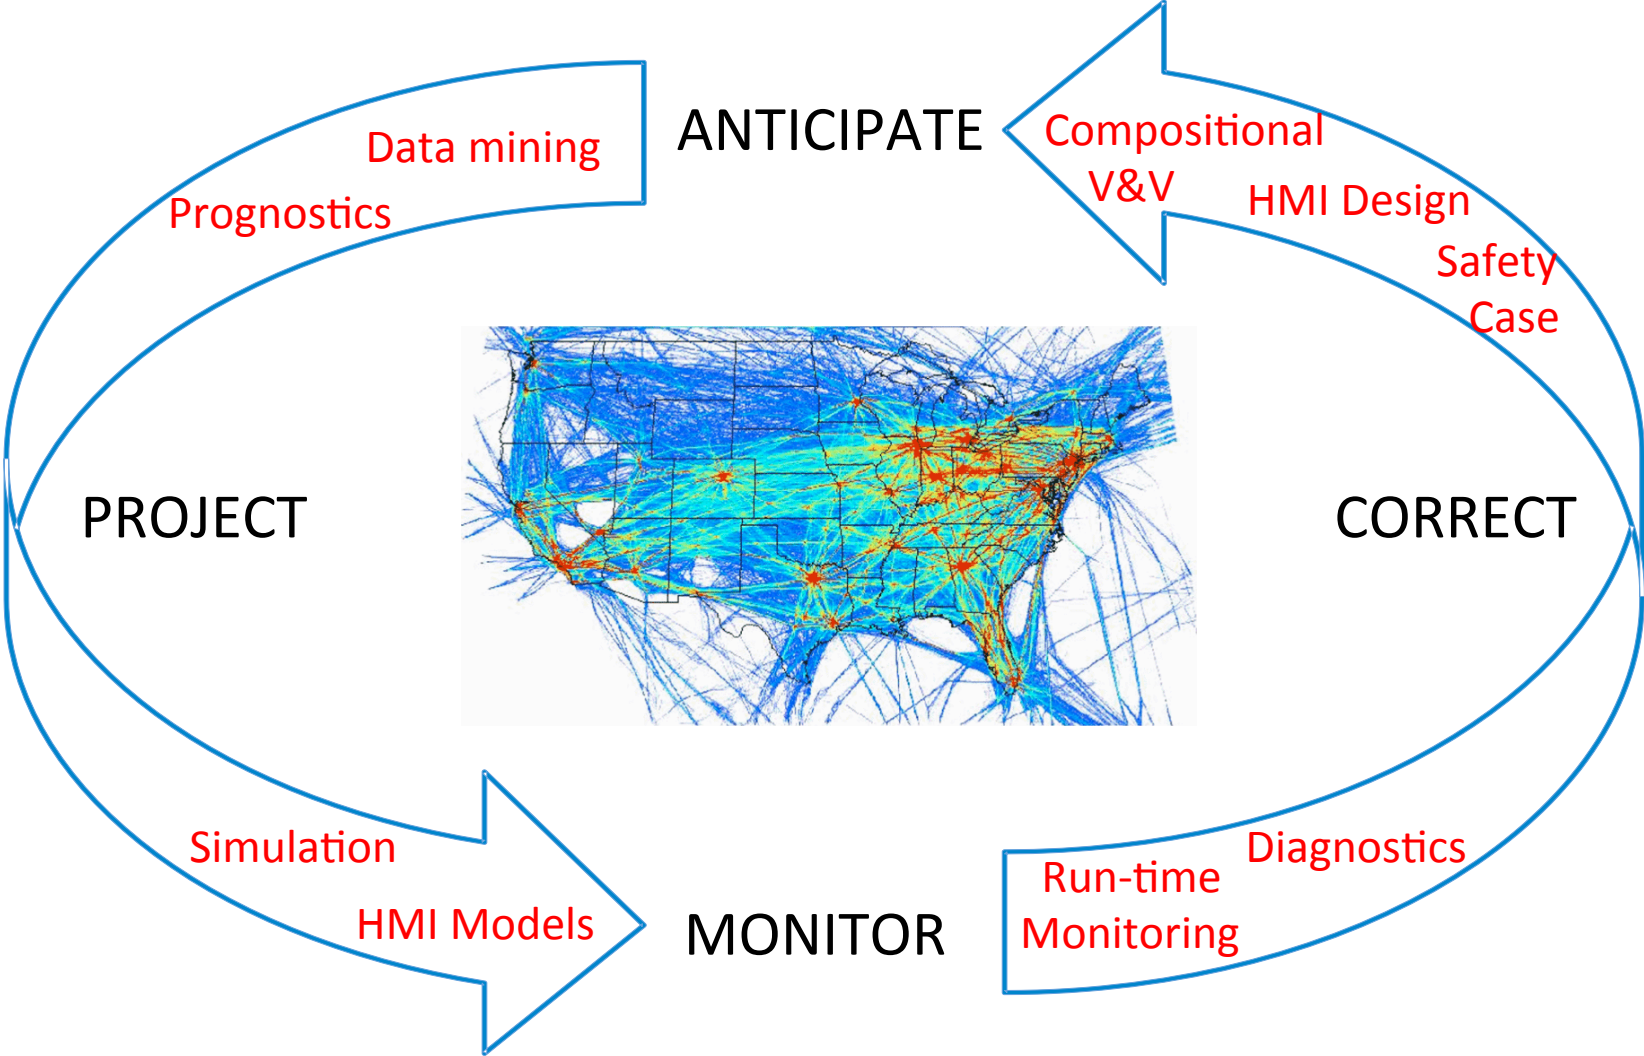 ANTICIPATE
Compositional
V&V
HMI Design
Safety
Case
Data mining
Prognostics
PROJECT
CORRECT
Simulation
HMI Models
MONITOR
Run-time
Monitoring
Diagnostics